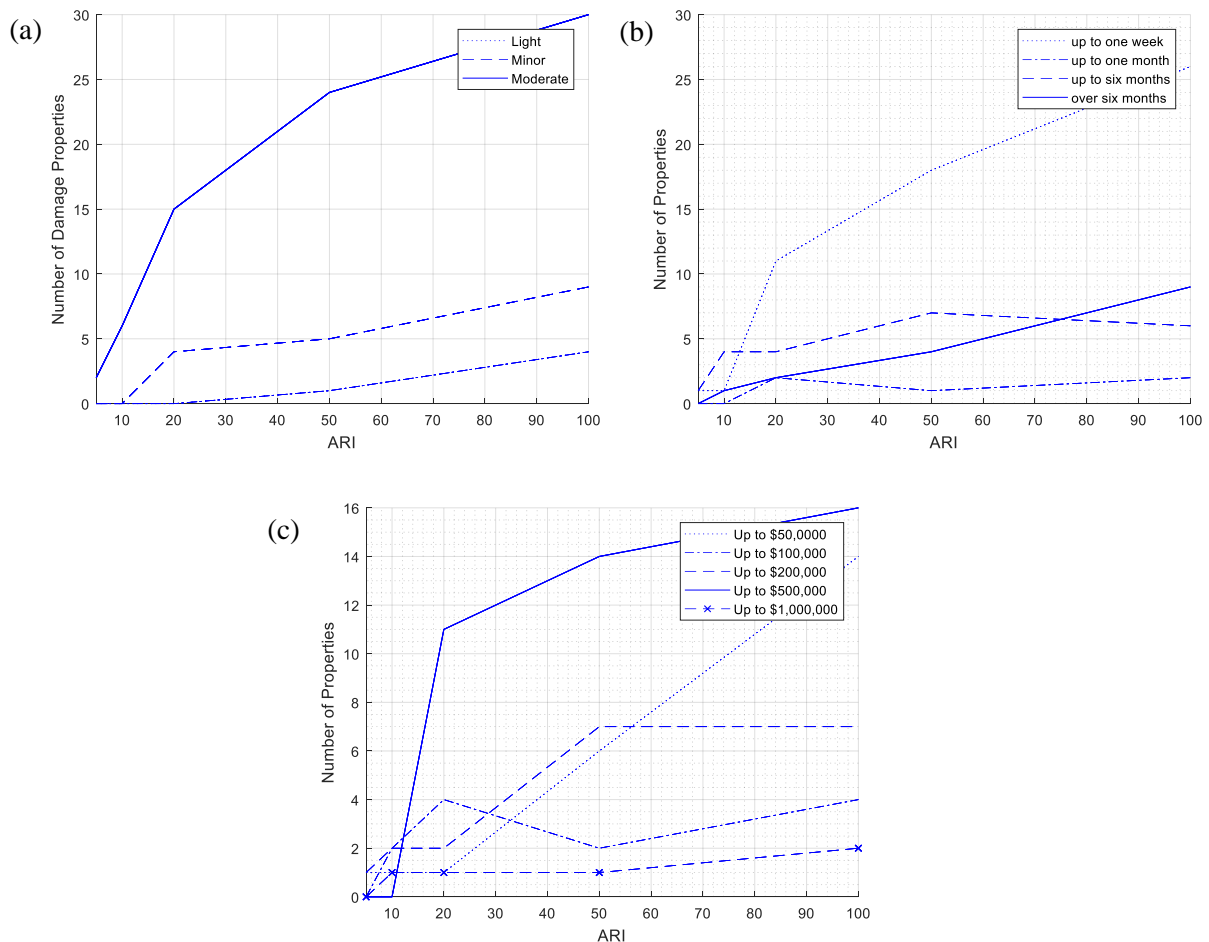 (a)
30
25
20
15
10
5
0
Number of Damage Properties
Light
Minor
Moderate
10 20 30 40 50 60 70 80 90 100
ARI
(b)
30
25
20
15
10
5
0
Number of Properties
up to one week
up to one month
up to six months
over six months
10 20 30 40 50 60 70 80 90 100
ARI
(c)
16
14
12
10
8
6
4
2
0
Number of Properties
Up to $50,0000
Up to $100,000
Up to $200,000
Up to $500,000
Up to $1,000,000
10 20 30 40 50 60 70 80 90 100
ARI